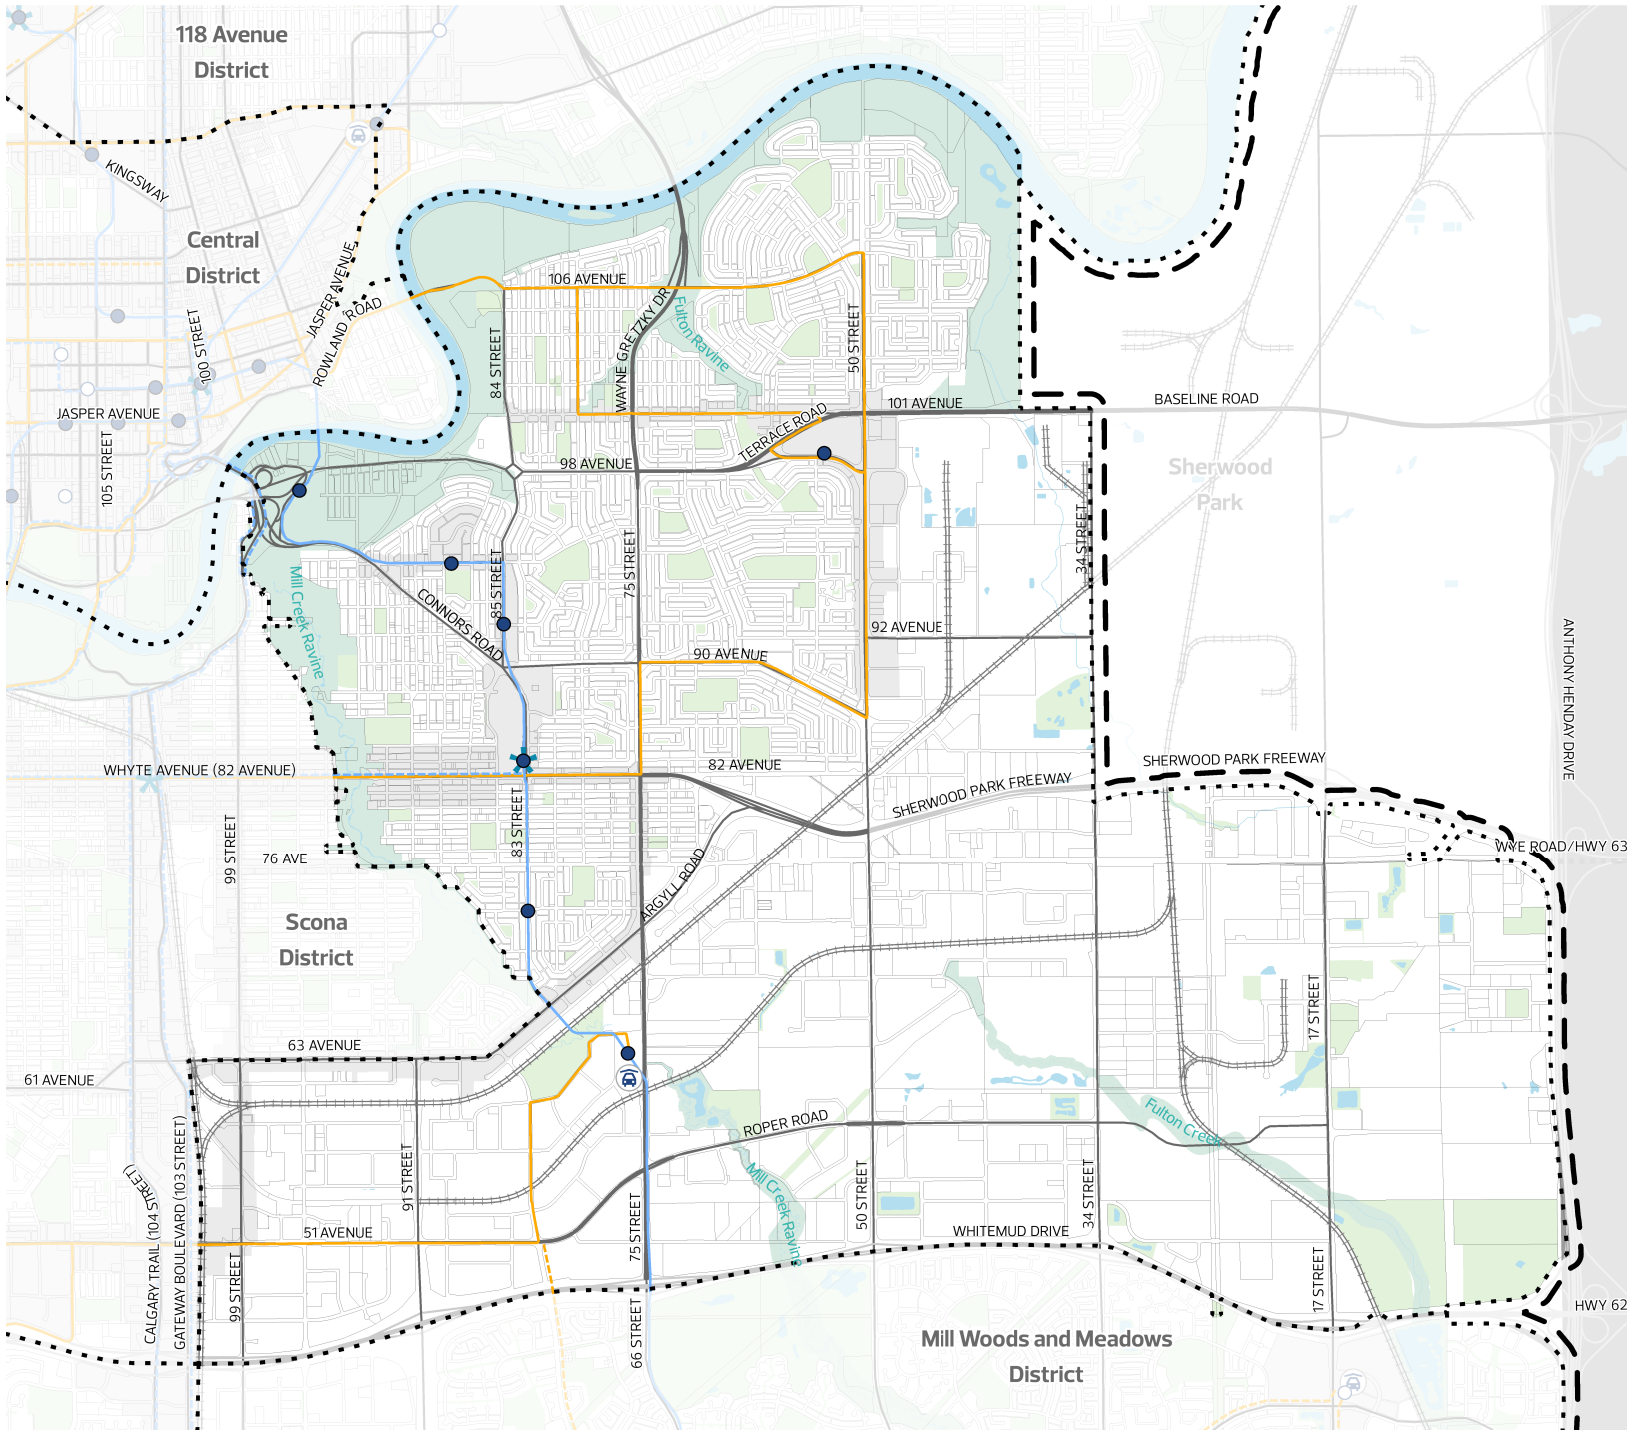 118 Avenue
District
KINGSWAY
Central
District
JASPER AVENUE
ROWLAND ROAD
100 STREET
JASPER AVENUE
105 STREET
106 AVENUE
84 STREET
WAYNE GRETZKY DR
Fulton Ravine
50 STREET
101 AVENUE
BASELINE ROAD
TERRACE ROAD
98 AVENUE
Sherwood
Park
34 STREET
75 STREET
85 STREET
CONNORS ROAD
Mill Creek Ravine
92 AVENUE
90 AVENUE
ANTHONY HENDAY DRIVE
WHYTE AVENUE (82 AVENUE)
82 AVENUE
SHERWOOD PARK FREEWAY
SHERWOOD PARK FREEWAY
83 STREET
99 STREET
76 AVE
WYE ROAD/HWY 63
ARGYLL ROAD
Scona
District
17 STREET
63 AVENUE
61 AVENUE
ROPER ROAD
Fulton Creek
Mill Creek Ravine
91 STREET
CALGARY TRAIL (104 STREET)
GATEWAY BOULEVARD (103 STREET)
51 AVENUE
75 STREET
50 STREET
34 STREET
WHITEMUD DRIVE
99 STREET
17 STREET
HWY 62
66 STREET
Mill Woods and Meadows
District